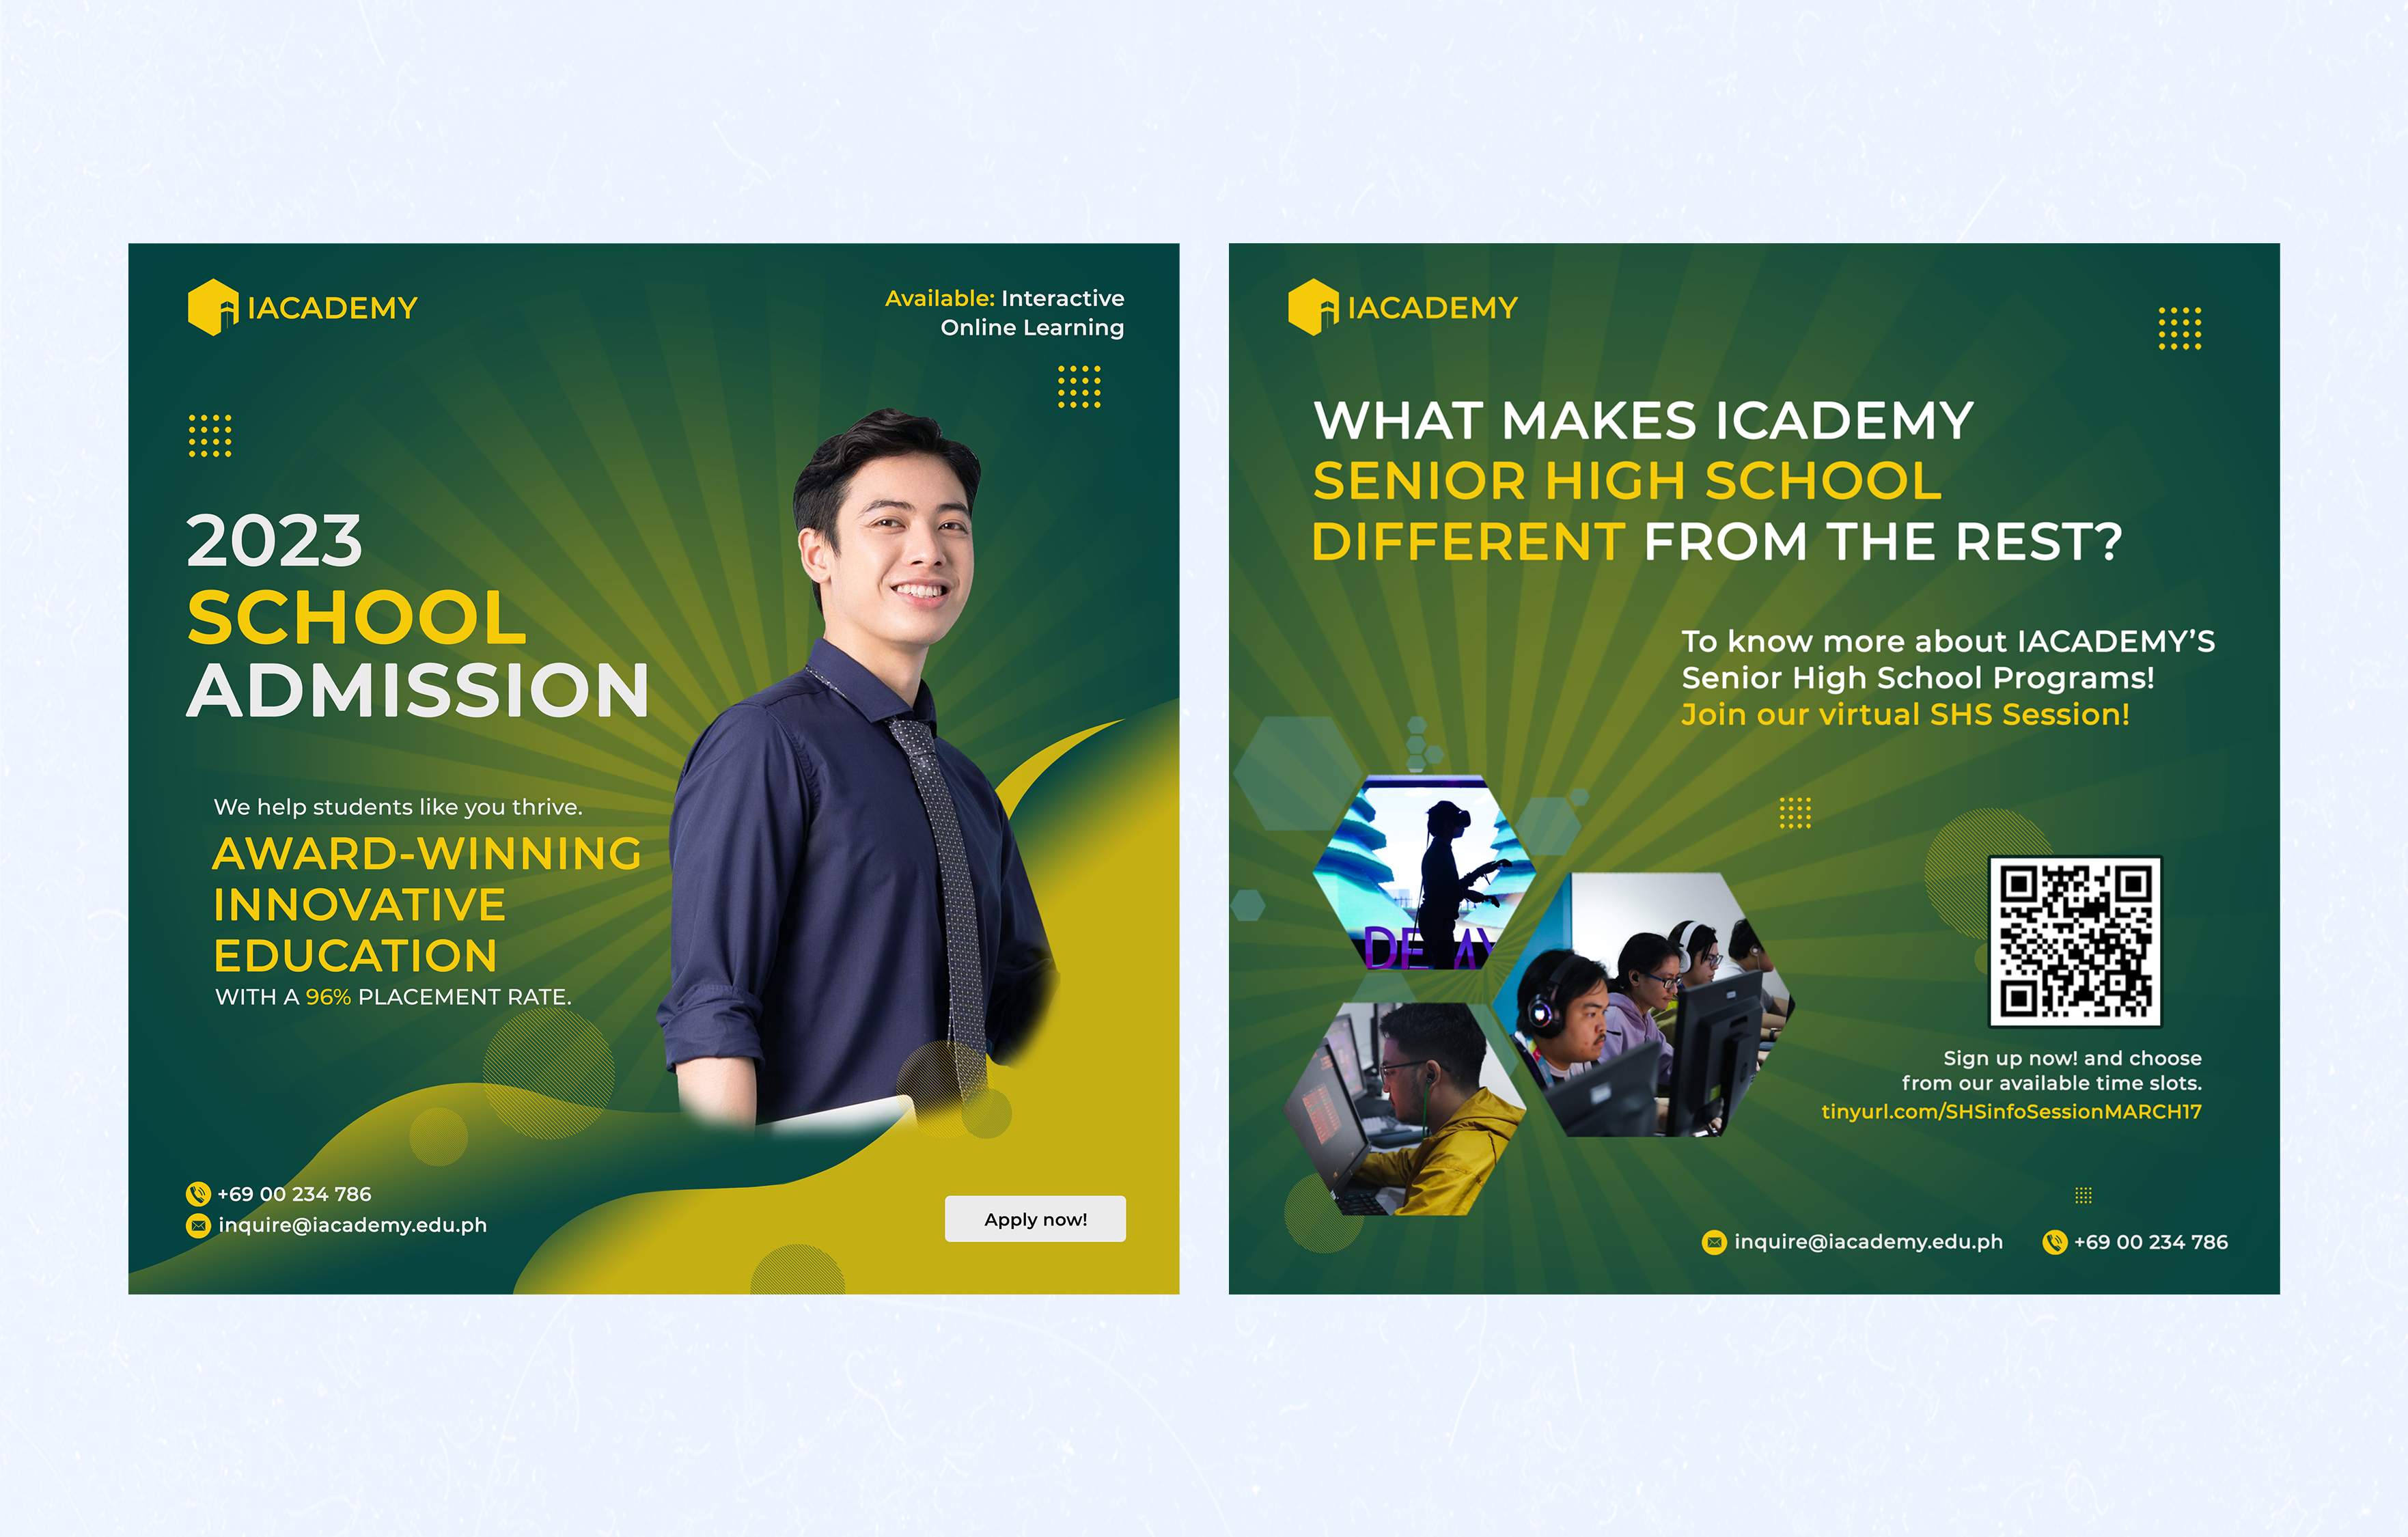 IACADEMY
Available: Interactive
Online Learning
2023
SCHOOL
ADMISSION
We help students like you thrive.
AWARD-WINNING
INNOVATIVE
EDUCATION
WITH A 96% PLACEMENT RATE.
+69 00 234 786
inquire@iacademy.edu.ph
Apply now!
IACADEMY
WHAT MAKES ICADEMY
SENIOR HIGH SCHOOL
DIFFERENT FROM THE REST?
To know more about IACADEMY’S
Senior High School Programs!
Join our virtual SHS Session!
Sign up now! and choose
from our available time slots.
tinyurl.com/SHSinfoSessionMARCH17
inquire@iacademy.edu.ph
+69 00 234 786